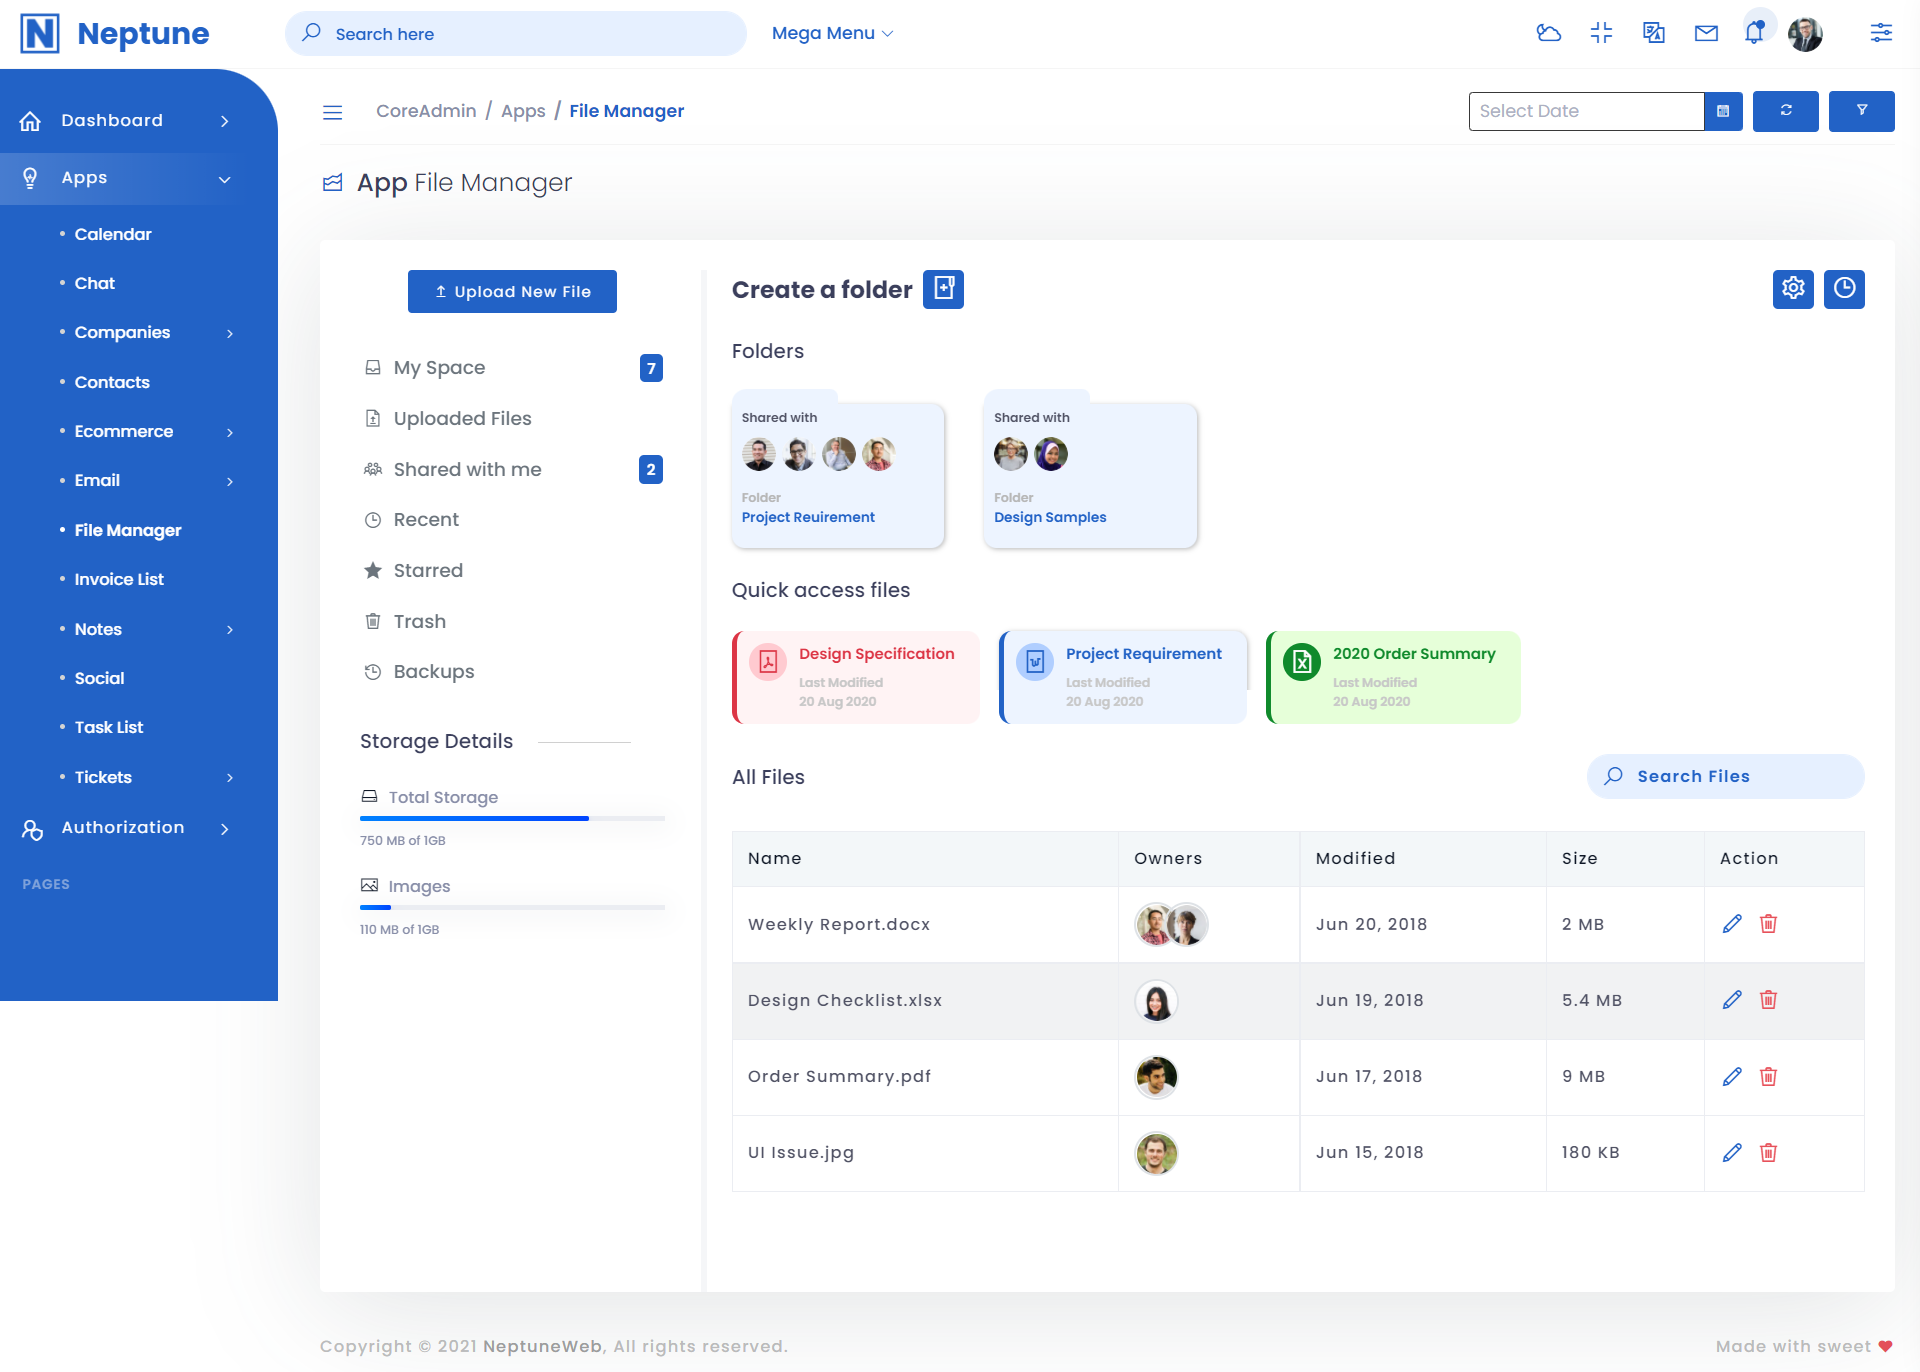 Neptune
Search here
Mega Menu
Dashboard
Apps
Calendar
Chat
Companies
Contacts
Ecommerce
Email
File Manager
Invoice List
Notes
Social
Task List
Tickets
Authorization
PAGES
CoreAdmin / Apps / File Manager
Select Date
App File Manager
Upload New File
My Space 7
Uploaded Files
Shared with me 2
Recent
Starred
Trash
Backups
Storage Details
Total Storage
750 MB of 1GB
Images
110 MB of 1GB
Create a folder
Folders
Shared with
Folder
Project Reuirement
Shared with
Folder
Design Samples
Quick access files
Design Specification
Last Modified
20 Aug 2020
Project Requirement
Last Modified
20 Aug 2020
2020 Order Summary
Last Modified
20 Aug 2020
All Files
Search Files
Name Owners Modified Size Action
Weekly Report.docx Jun 20, 2018 2 MB
Design Checklist.xlsx Jun 19, 2018 5.4 MB
Order Summary.pdf Jun 17, 2018 9 MB
UI Issue.jpg Jun 15, 2018 180 KB
Copyright © 2021 NeptuneWeb, All rights reserved.
Made with sweet